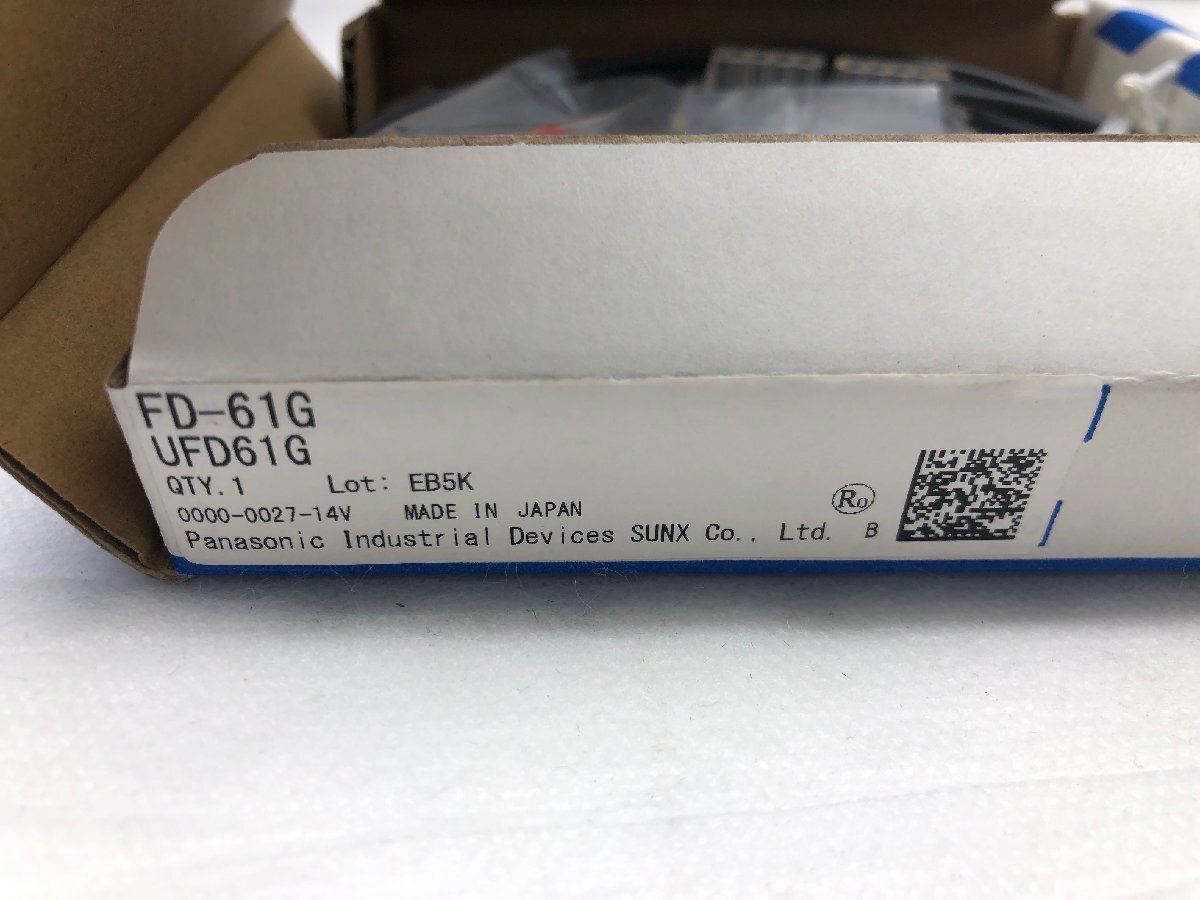 FD-61G
UFD61G
QTY.1 Lot: EB5K
0000-0027-14V MADE IN JAPAN
Ro
Panasonic Industrial Devices SUNX Co., Ltd. B